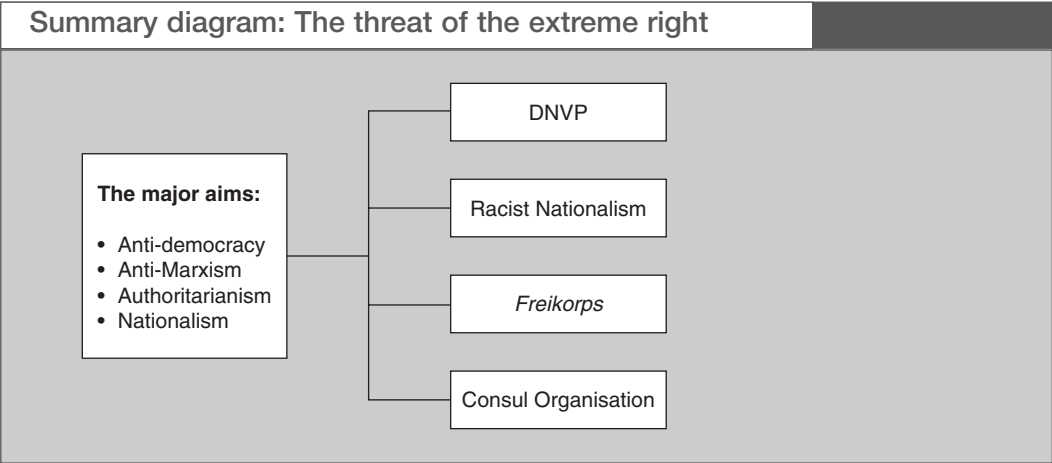 Summary diagram: The threat of the extreme right
The major aims:
• Anti-democracy
• Anti-Marxism
• Authoritarianism
• Nationalism
DNVP
Racist Nationalism
Freikorps
Consul Organisation